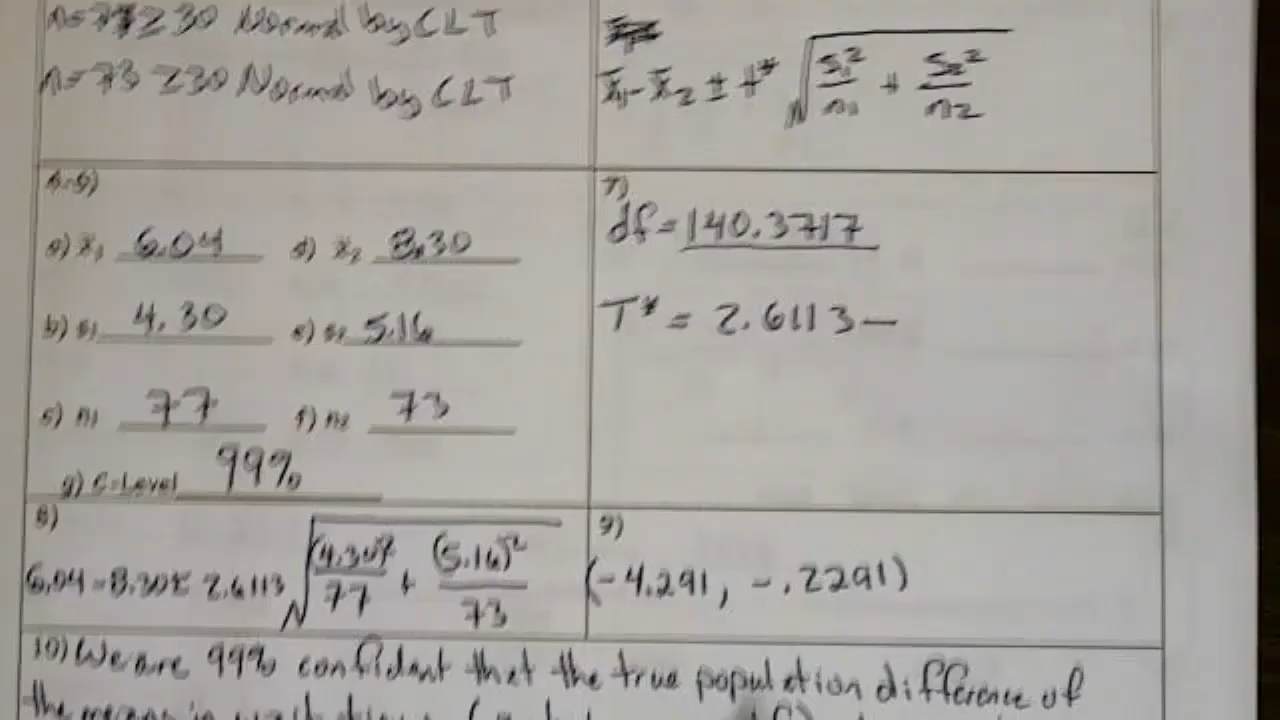 n=77≥30 Normal by CLT
n=73≥30 Normal by CLT
x̄₁-x̄₂ ± t* √(S₁²/n₁ + S₂²/n₂)
a) x̄₁ 6.04 d) x̄₂ 8.30
b) s₁ 4.30 e) s₂ 5.16
c) n₁ 77 f) n₂ 73
g) C-Level 99%
7)
df = 140.3717
T* = 2.6113
8)
6.04-8.30± 2.6113 √((4.30)²/77 + (5.16)²/73)
9)
(-4.291, -.2291)
10) We are 99% confident that the true population difference of
the means in